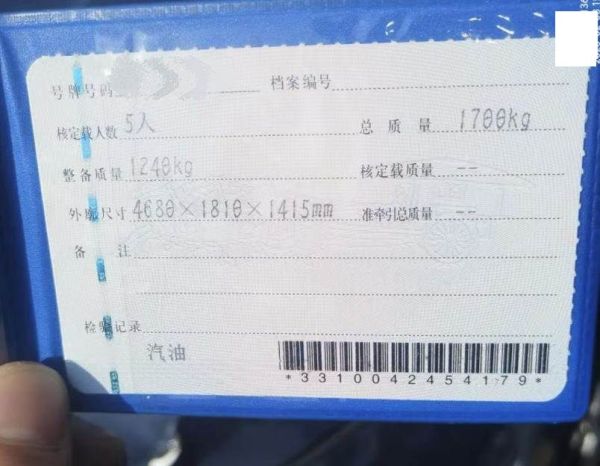 号牌号码 档案编号
核定载人数 5人 总质量 1700kg
整备质量 1240kg 核定载质量 --
外廓尺寸 4680×1810×1415mm 准牵引总质量 --
备注
检验记录
汽油
*3310042454179*